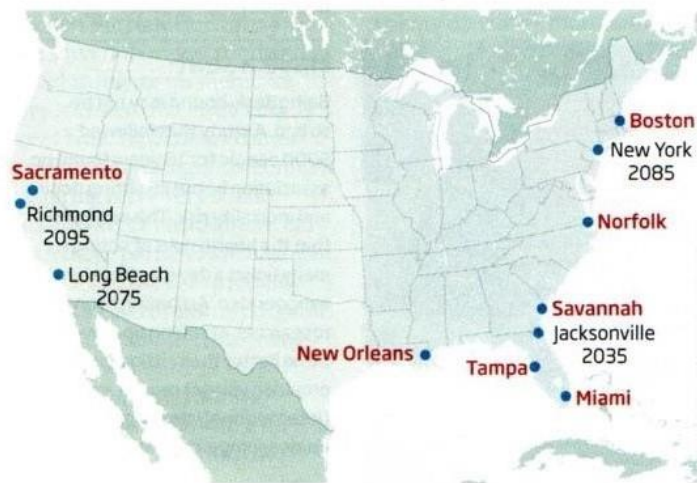 Boston
New York
2085
Sacramento
Richmond
2095
Norfolk
Long Beach
2075
Savannah
Jacksonville
2035
New Orleans
Tampa
Miami